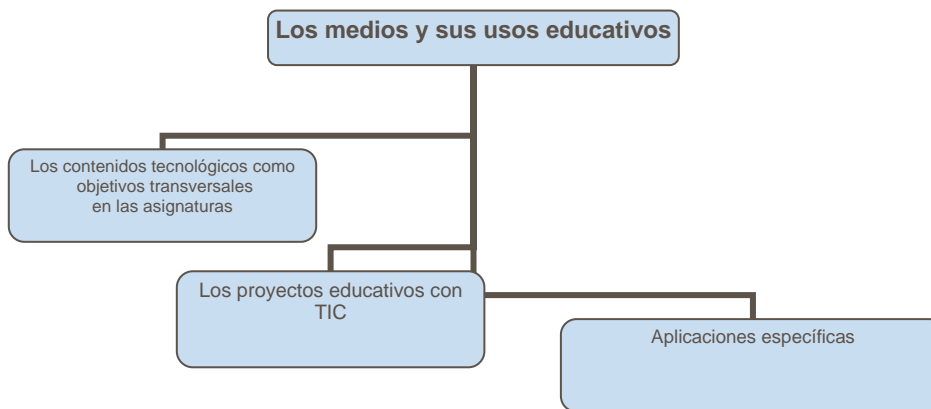 Los medios y sus usos educativos
Los contenidos tecnológicos como
objetivos transversales
en las asignaturas
Los proyectos educativos con
TIC
Aplicaciones específicas